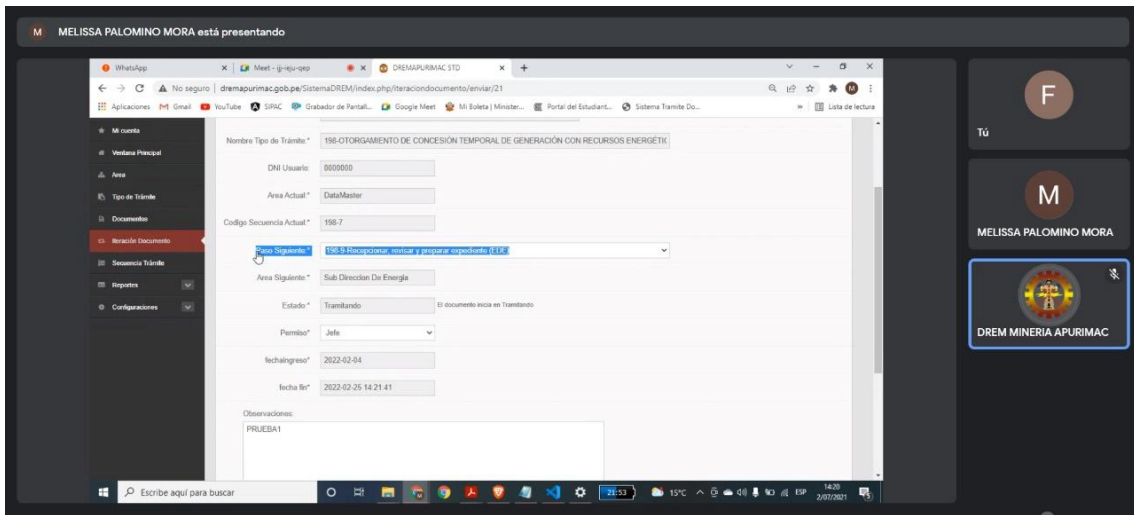 M MELISSA PALOMINO MORA está presentando
WhatsApp
Meet - ijj-ieju-qep
DREMAPURIMAC STD
No seguro | dremapurimac.gob.pe/SistemaDREM/index.php/iteraciondocumento/enviar/21
Aplicaciones
Gmail
YouTube
SIPAC
Grabador de Pantall...
Google Meet
Mi Boleta | Minister...
Portal del Estudiant...
Sistema Tramite Do...
Lista de lectura
Mi cuenta
Ventana Principal
Area
Tipo de Trámite
Documentos
Iteración Documento
Secuencia Trámite
Reportes
Configuraciones
Nombre Tipo de Trámite:* 198-OTORGAMIENTO DE CONCESIÓN TEMPORAL DE GENERACIÓN CON RECURSOS ENERGÉTIC
DNI Usuario: 0000000
Area Actual:* DataMaster
Codigo Secuencia Actual:* 198-7
Paso Siguiente:* 198-9-Recepcionar, revisar y preparar expediente (EDE)
Area Siguiente:* Sub Direccion De Energia
Estado:* Tramitando El documento inicia en Tramitando
Permiso* Jefe
fechaingreso* 2022-02-04
fecha fin* 2022-02-25 14:21:41
Observaciones:
PRUEBA1
Escribe aquí para buscar
21:53
15°C
ESP
14:20
2/07/2021
F
Tú
M
MELISSA PALOMINO MORA
DREM MINERIA APURIMAC